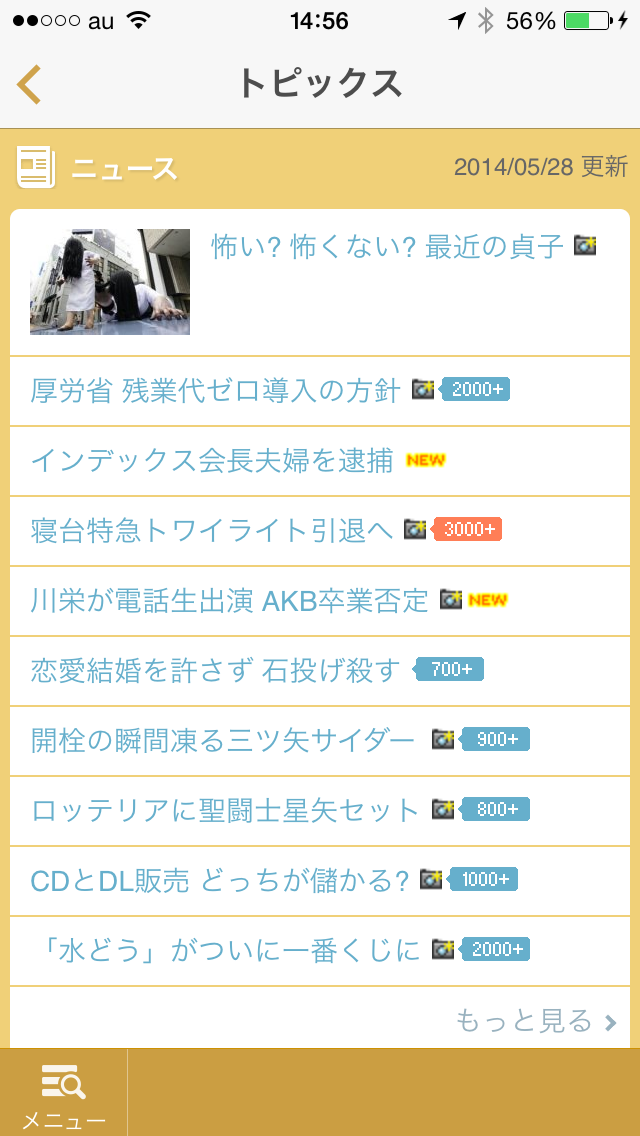 au 14:56 56%
トピックス
ニュース 2014/05/28 更新
怖い? 怖くない? 最近の貞子
厚労省 残業代ゼロ導入の方針 2000+
インデックス会長夫婦を逮捕 NEW
寝台特急トワイライト引退へ 3000+
川栄が電話生出演 AKB卒業否定 NEW
恋愛結婚を許さず 石投げ殺す 700+
開栓の瞬間凍る三ツ矢サイダー 900+
ロッテリアに聖闘士星矢セット 800+
CDとDL販売 どっちが儲かる? 1000+
「水どう」がついに一番くじに 2000+
もっと見る
メニュー